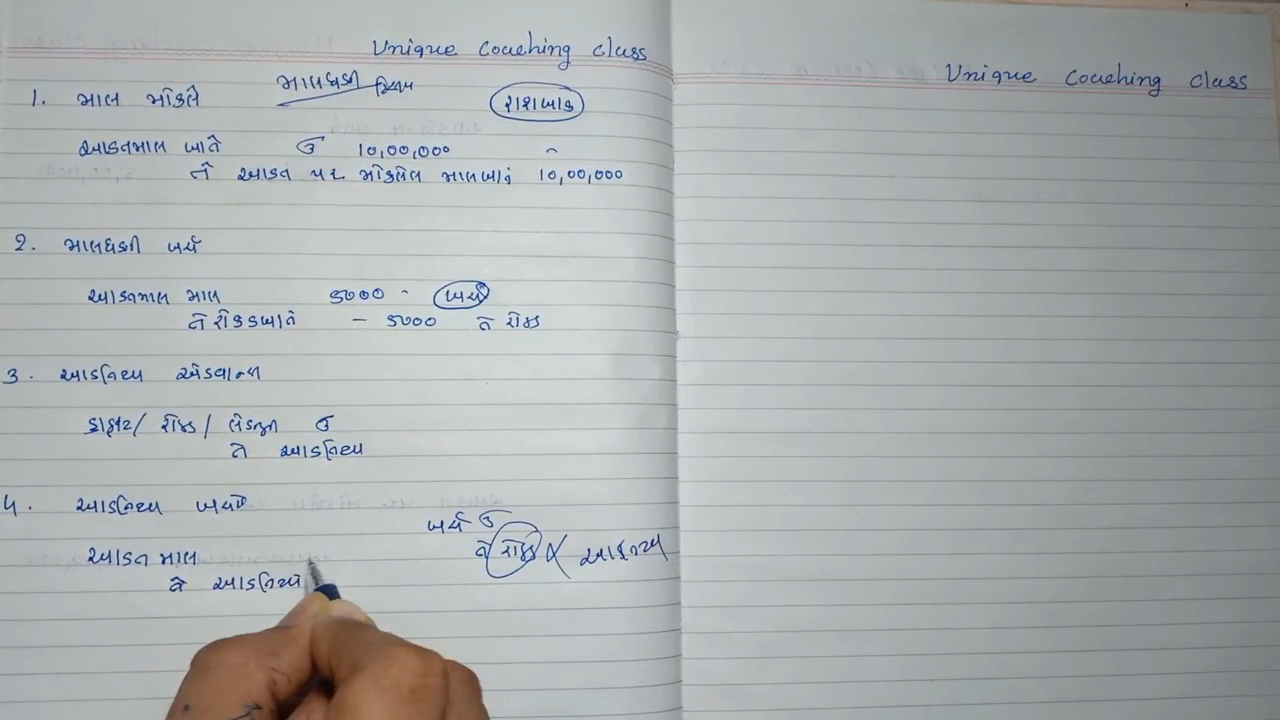 Unique Coaching Class
Unique Coaching Class
1. માલ મોકલે માલધણી
આડતમાલ ખાતે ઉ 10,00,000
તે આડત પર મોકલેલ માલખાતે 10,00,000
2. માલધણી ખર્ચ
આડતમાલ માલ 5000 - ખર્ચ
તે રોકડખાતે - 5000 તે રોકડ
3. આડતિયા એડવાન્સ
ડ્રાફ્ટ / રોકડ / લેણીહૂંડી ઉ
તે આડતિયા
4. આડતિયા ખર્ચ
ખર્ચ ઉ
આડત માલ તે રોકડ આડતિયા
તે આડતિયા